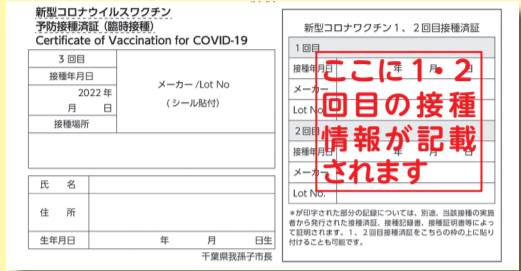 新型コロナウイルスワクチン
予防接種済証（臨時接種）
Certificate of Vaccination for COVID-19
３回目
接種年月日
2022 年
月 日
接種場所
メーカー/Lot No
（シール貼付）
氏 名
住 所
生年月日 年 月 日生
千葉県我孫子市長
新型コロナワクチン１、２回目接種済証
１回目
接種年月日 年 月 日
メーカー
Lot No.
２回目
接種年月日 年 月 日
メーカー
Lot No.
ここに１・２
回目の接種
情報が記載
されます
＊が印字された部分の記録については、別途、当該接種の実施
者から発行された接種済証、接種記録書、接種証明書等によっ
て証明されます。１、２回目接種済証をこちらの枠の上に貼り
付けることも可能です。